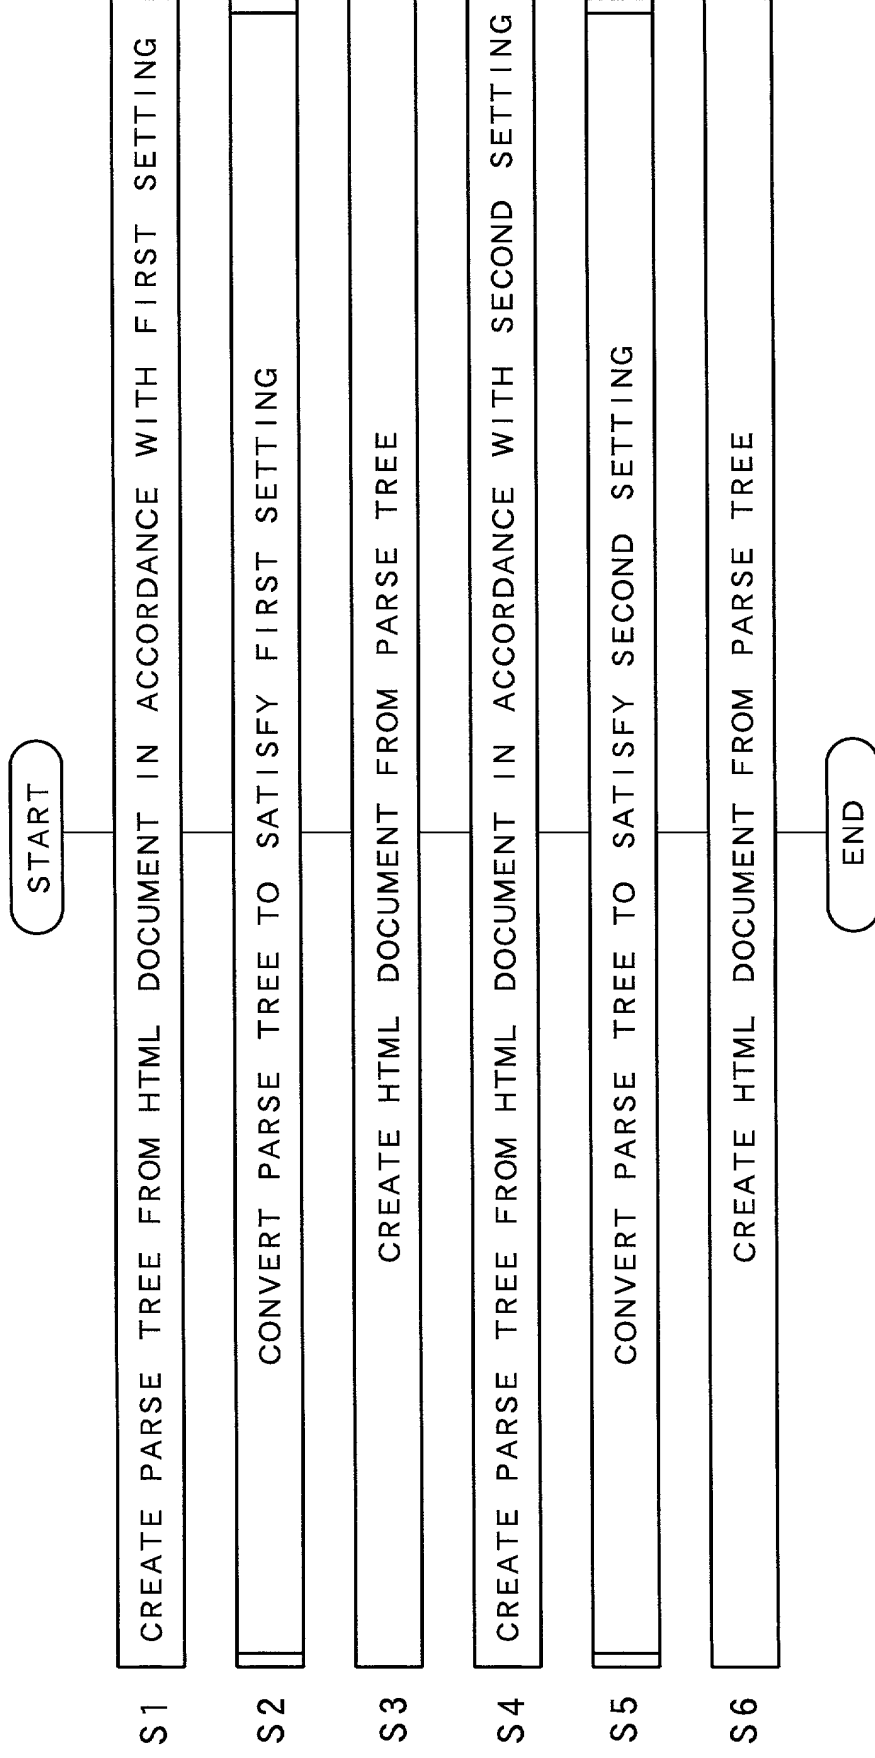 START
S1 CREATE PARSE TREE FROM HTML DOCUMENT IN ACCORDANCE WITH FIRST SETTING
S2 CONVERT PARSE TREE TO SATISFY FIRST SETTING
S3 CREATE HTML DOCUMENT FROM PARSE TREE
S4 CREATE PARSE TREE FROM HTML DOCUMENT IN ACCORDANCE WITH SECOND SETTING
S5 CONVERT PARSE TREE TO SATISFY SECOND SETTING
S6 CREATE HTML DOCUMENT FROM PARSE TREE
END